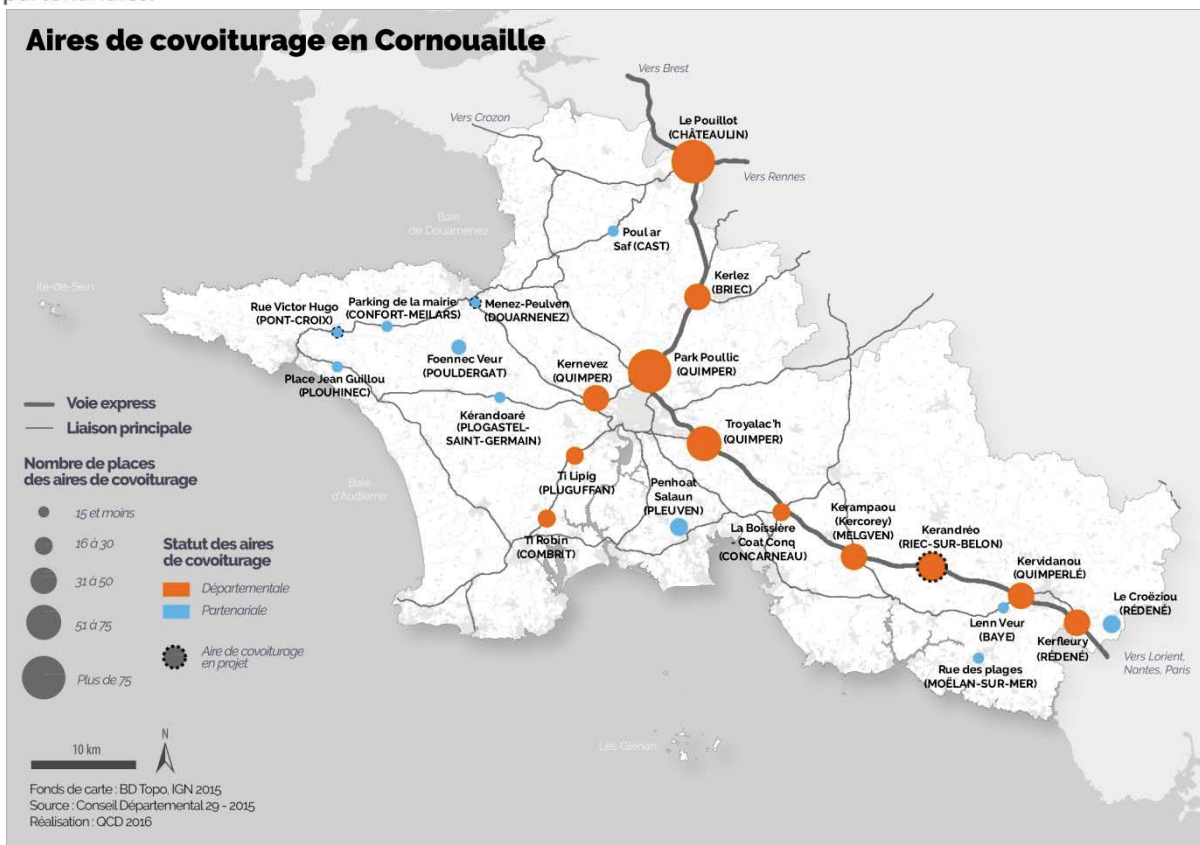 Aires de covoiturage en Cornouaille
Vers Brest
Le Pouillot
(CHÂTEAULIN)
Vers Crozon
Vers Rennes
Baie
de Douarnenez
Poul ar
Saf (CAST)
Kerlez
(BRIEC)
Ile-de-Sein
Rue Victor Hugo
(PONT-CROIX)
Parking de la mairie
(CONFORT-MEILARS)
Menez-Peulven
(DOUARNENEZ)
Foennec Veur
(POULDERGAT)
Kernevez
(QUIMPER)
Park Poullic
(QUIMPER)
Place Jean Guillou
(PLOUHINEC)
Kérandoaré
(PLOGASTEL-
SAINT-GERMAIN)
Troyalac'h
(QUIMPER)
Ti Lipig
(PLUGUFFAN)
Penhoat
Salaun
(PLEUVEN)
Baie
d'Audierne
Ti Robin
(COMBRIT)
La Boissière
- Coat Conq
(CONCARNEAU)
Kerampaou
(Kercorey)
(MELGVEN)
Kerandréo
(RIEC-SUR-BELON)
Kervidanou
(QUIMPERLÉ)
Le Croëziou
(RÉDENÉ)
Lenn Veur
(BAYE)
Kerfleury
(RÉDENÉ)
Rue des plages
(MOËLAN-SUR-MER)
Vers Lorient,
Nantes, Paris
Les Glénan
Voie express
Liaison principale
Nombre de places
des aires de covoiturage
15 et moins
16 à 30
31 à 50
51 à 75
Plus de 75
Statut des aires
de covoiturage
Départementale
Partenariale
Aire de covoiturage
en projet
10 km
N
Fonds de carte : BD Topo, IGN 2015
Source : Conseil Départemental 29 - 2015
Réalisation : QCD 2016